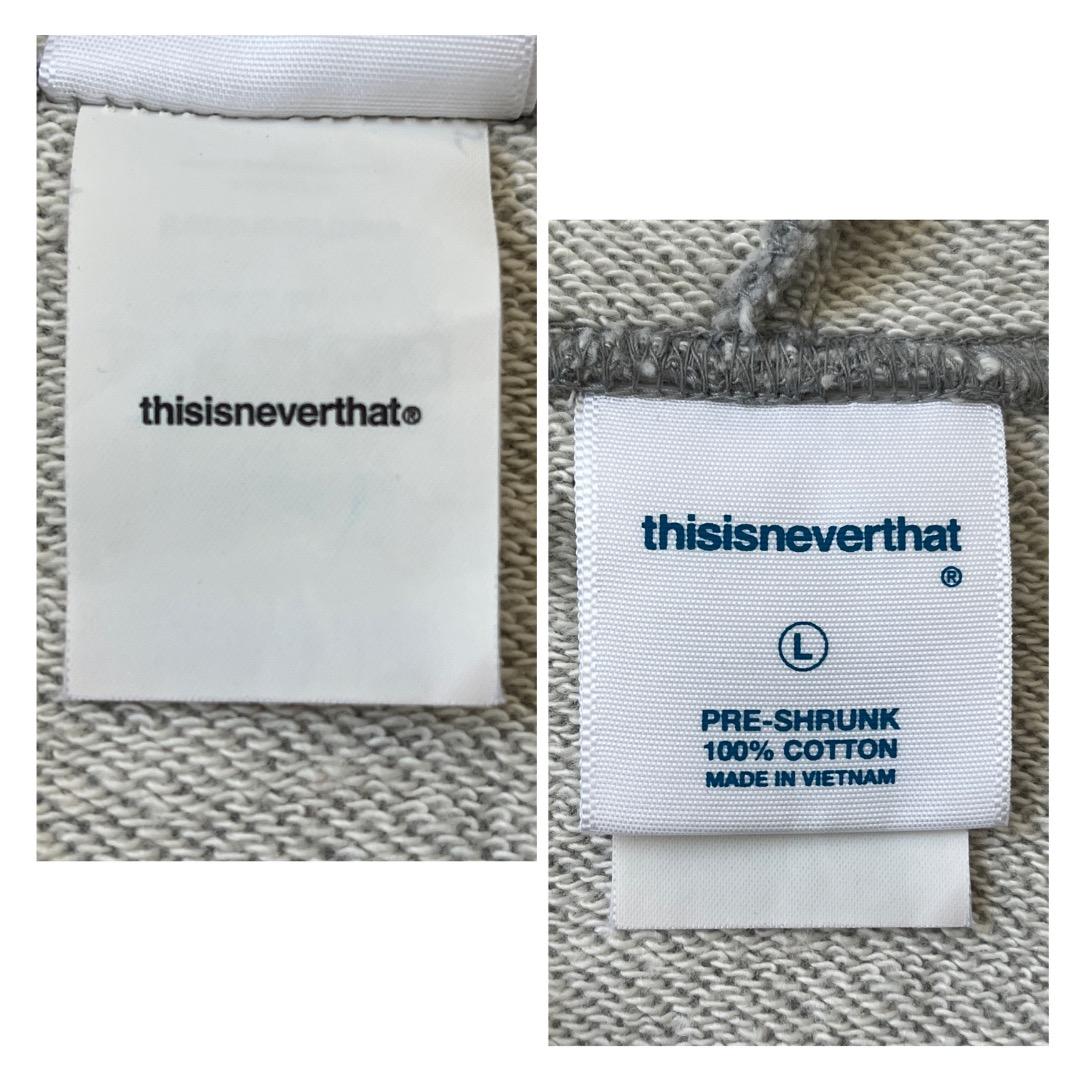 thisisneverthat®
thisisneverthat
®
L
PRE-SHRUNK
100% COTTON
MADE IN VIETNAM